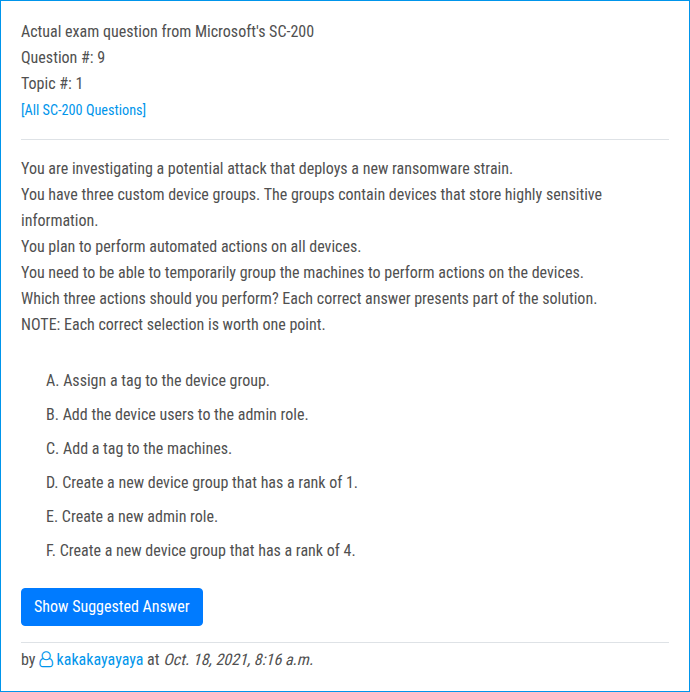 Actual exam question from Microsoft's SC-200
Question #: 9
Topic #: 1
[All SC-200 Questions]
You are investigating a potential attack that deploys a new ransomware strain.
You have three custom device groups. The groups contain devices that store highly sensitive
information.
You plan to perform automated actions on all devices.
You need to be able to temporarily group the machines to perform actions on the devices.
Which three actions should you perform? Each correct answer presents part of the solution.
NOTE: Each correct selection is worth one point.
A. Assign a tag to the device group.
B. Add the device users to the admin role.
C. Add a tag to the machines.
D. Create a new device group that has a rank of 1.
E. Create a new admin role.
F. Create a new device group that has a rank of 4.
Show Suggested Answer
by kakakayayaya at Oct. 18, 2021, 8:16 a.m.